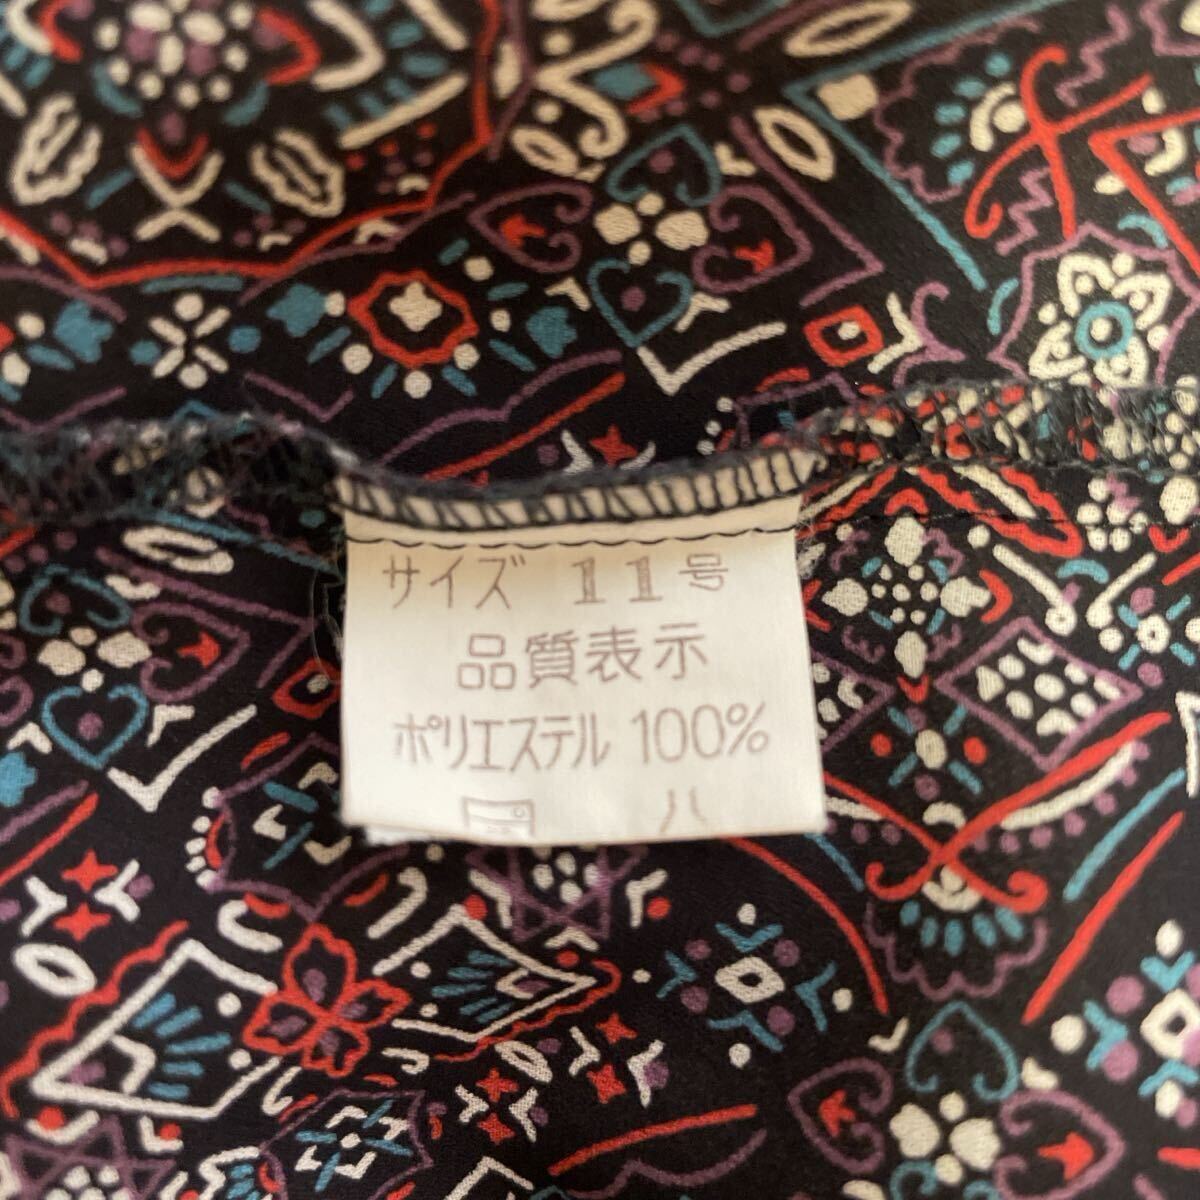 サイズ 11号
品質表示
ポリエステル 100%